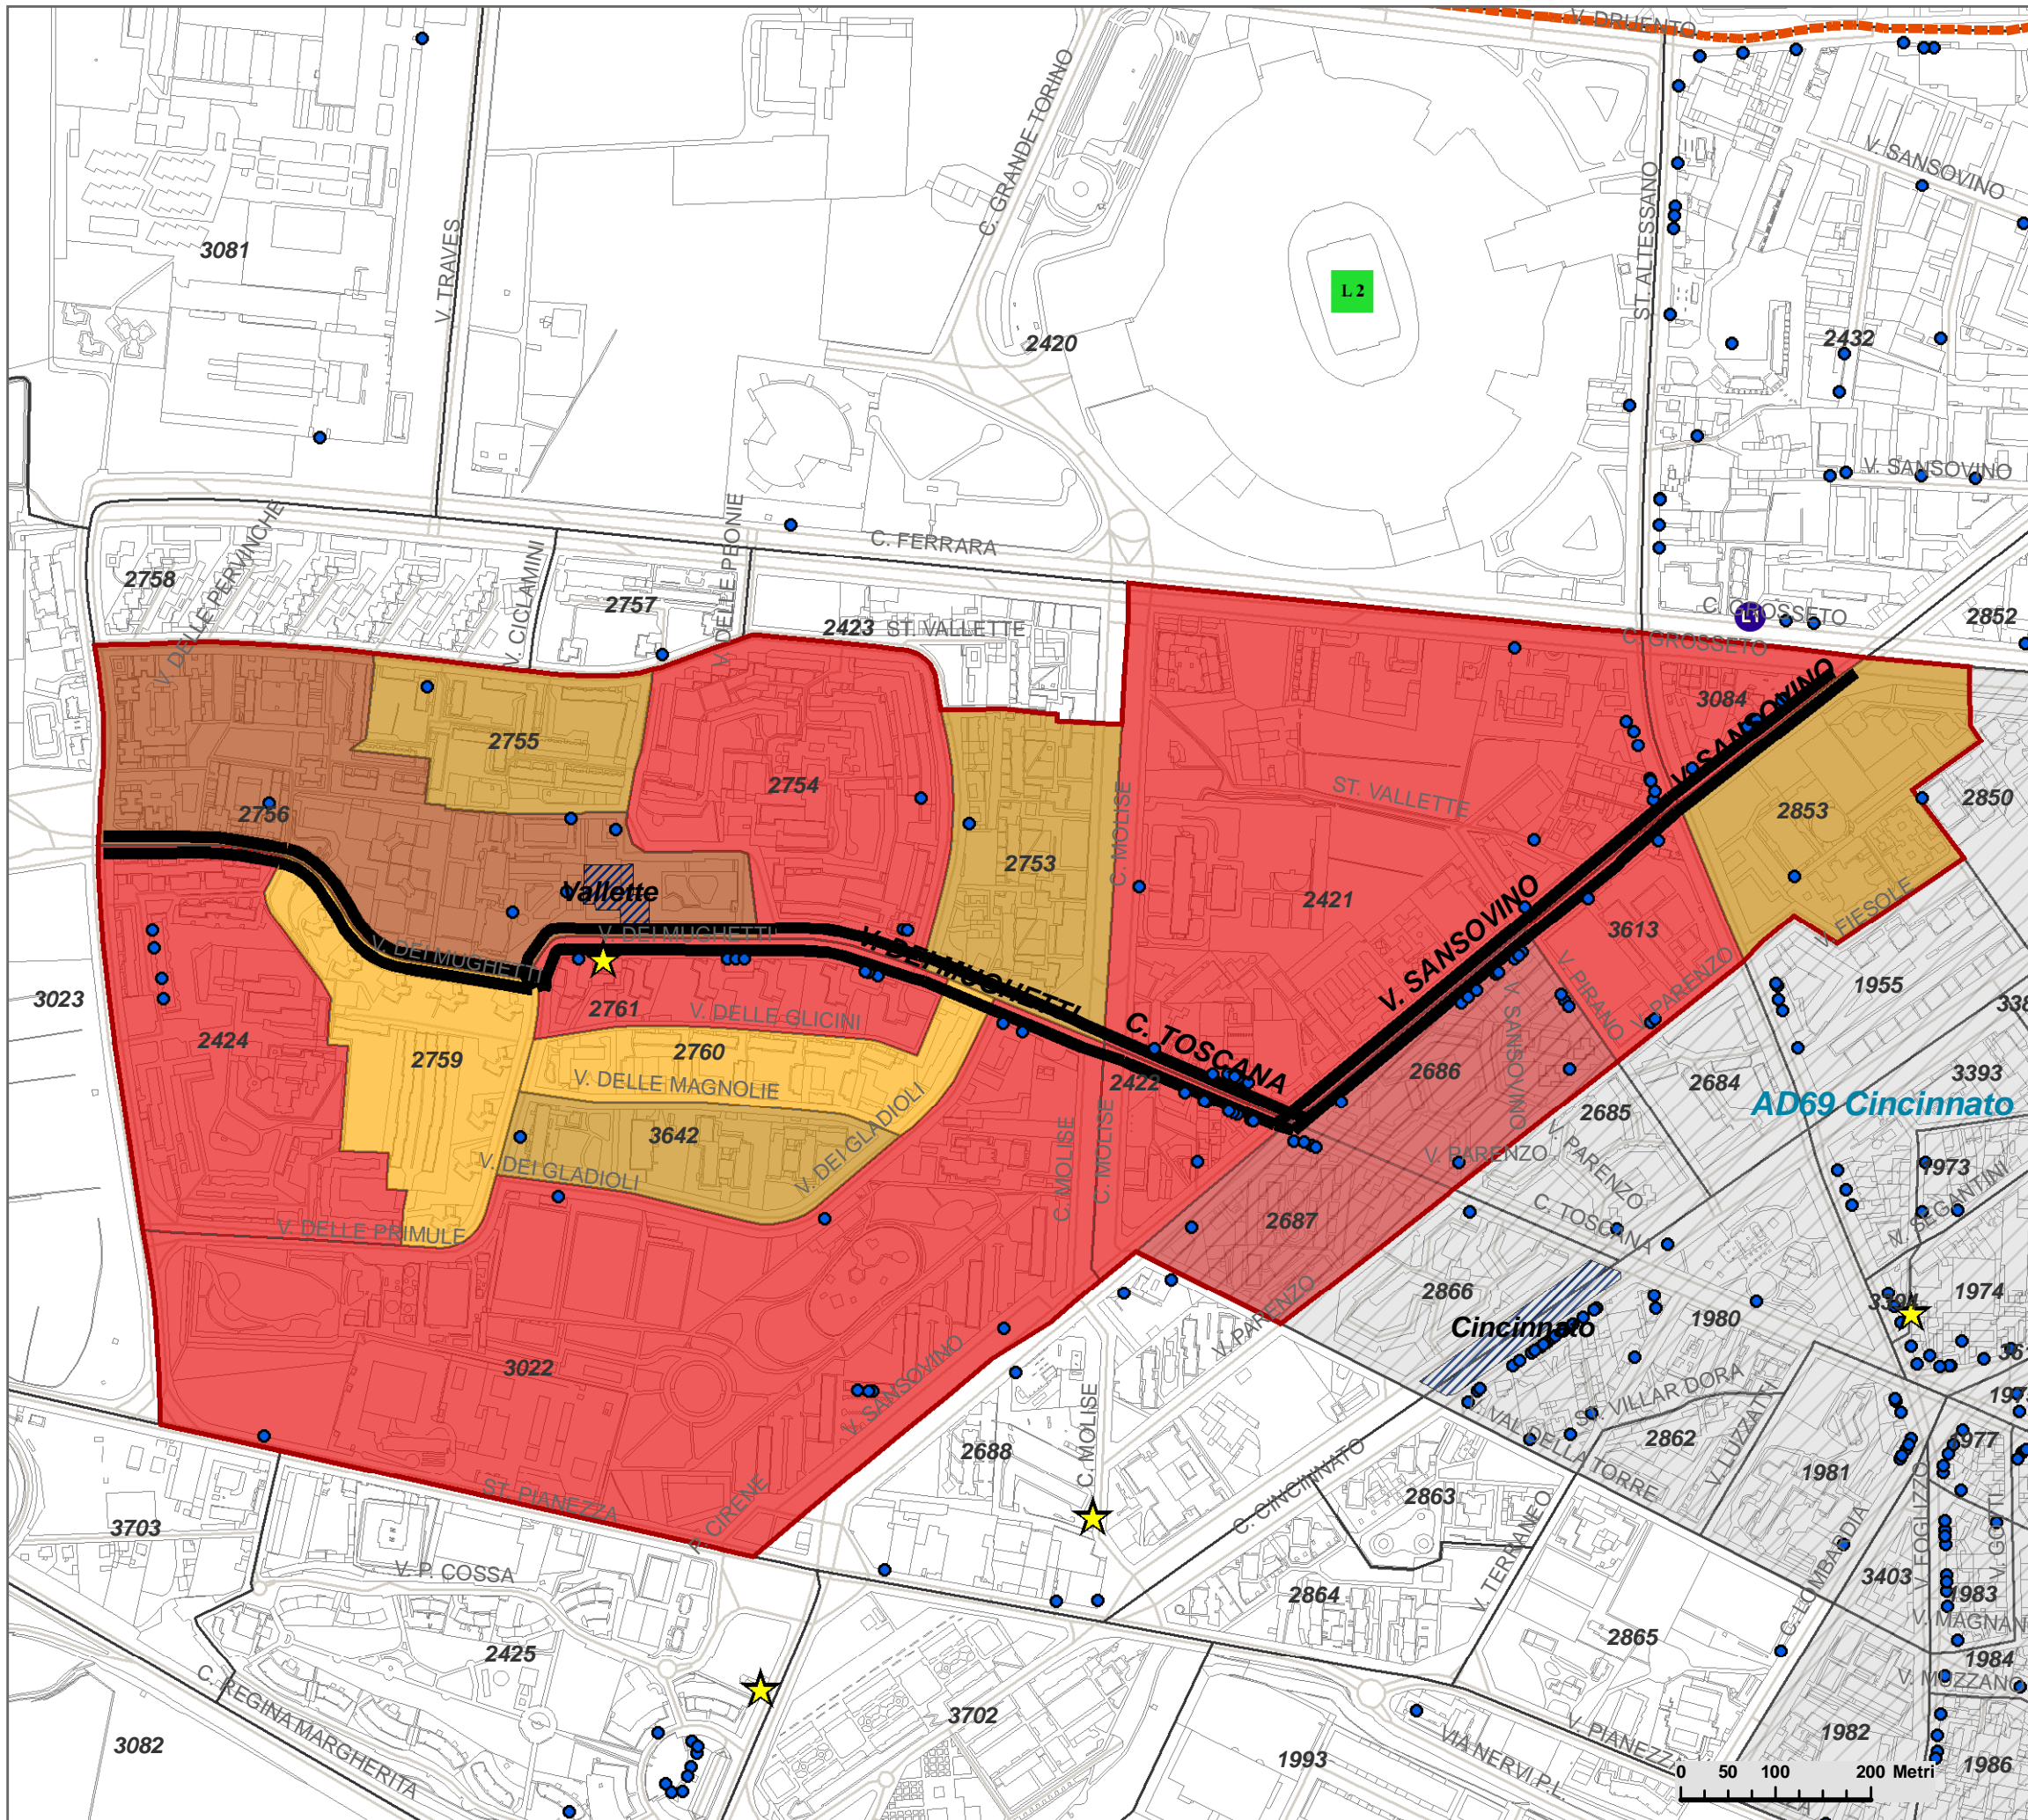 V. DRUENTO
C. GRANDE TORINO
V. SANSOVINO
ST. ALTESSANO
3081
V. TRAVES
L 2
2420
2432
V. SANSOVINO
V. DELLE PERVINCHE
C. FERRARA
2758
V. CICLAMINI
2757
2423
ST. VALLETTE
L1
C. GROSSETO
2852
C. GROSSETO
3084
V. SANSOVINO
2755
2754
2756
2753
C. MOLISE
ST. VALLETTE
2853
2850
Vallette
2421
V. SANSOVINO
3613
V. FIESOLE
V. DEI MUGHETTI
V. DEI MUGHETTI
V. DEI MUGHETTI
V. PIRANO
V. PARENZO
1955
3023
2761
V. DELLE GLICINI
C. TOSCANA
V. SANSOVINO
2424
2759
2760
V. DELLE MAGNOLIE
2422
2686
2684
3393
2685
AD69 Cincinnato
3642
V. DEI GLADIOLI
V. DEI GLADIOLI
C. MOLISE
C. MOLISE
V. PARENZO
V. PARENZO
1973
V. SEGANTINI
V. DELLE PRIMULE
2687
C. TOSCANA
2866
1974
V. PARENZO
Cincinnato
1980
3022
V. SANSOVINO
ST. VILLAR DORA
V. VAL DELLA TORRE
V. LUZZATTI
2862
2688
C. MOLISE
C. CINCINNATO
1981
ST. PIANEZZA
P. CIRENE
2863
3703
V. P. COSSA
V. TERRANEO
C. LOMBARDIA
V. FOGLIZZO
V. GOTTI
2864
3403
1983
2425
2865
1984
V. MOZZANO
C. REGINA MARGHERITA
3702
3082
1993
VIA NERVI P.L.
V. PIANEZZA
1982
1986
0 50 100 200 Metri